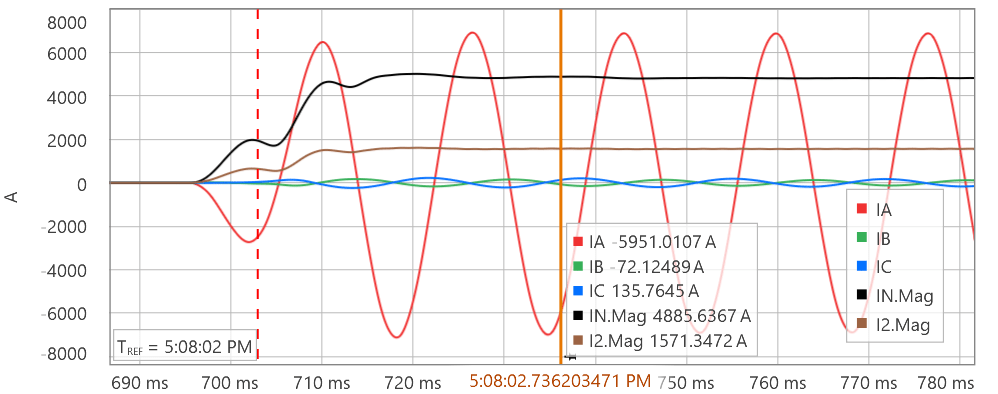 8000
6000
4000
2000
0
-2000
-4000
-6000
-8000
A
IA -5951.0107 A
IB -72.12489 A
IC 135.7645 A
IN.Mag 4885.6367 A
I2.Mag 1571.3472 A
IA
IB
IC
IN.Mag
I2.Mag
TREF = 5:08:02 PM
690 ms 700 ms 710 ms 720 ms 5:08:02.736203471 PM 750 ms 760 ms 770 ms 780 ms